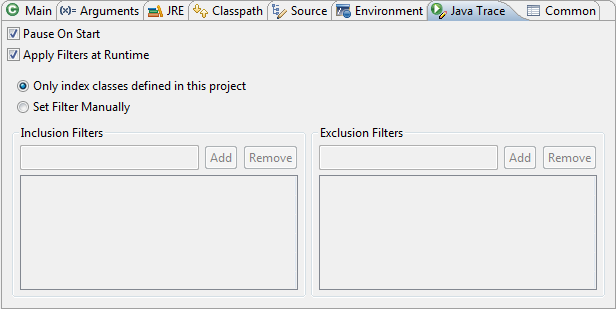 Main (x)= Arguments JRE Classpath Source Environment Java Trace Common
Pause On Start
Apply Filters at Runtime
Only index classes defined in this project
Set Filter Manually
Inclusion Filters Exclusion Filters
Add Remove Add Remove